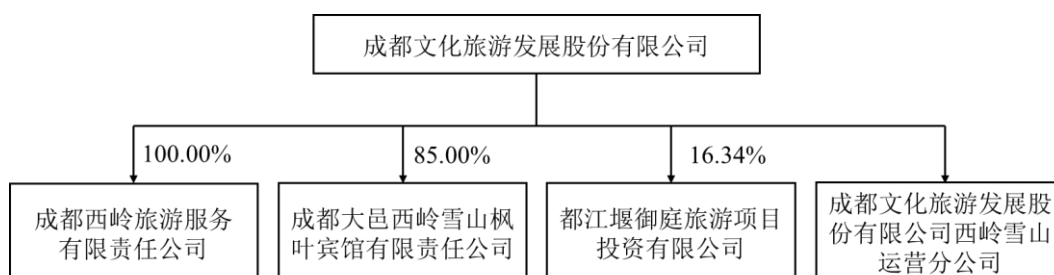 成都文化旅游发展股份有限公司
100.00%
85.00%
16.34%
成都西岭旅游服务
有限责任公司
成都大邑西岭雪山枫
叶宾馆有限责任公司
都江堰御庭旅游项目
投资有限公司
成都文化旅游发展股
份有限公司西岭雪山
运营分公司